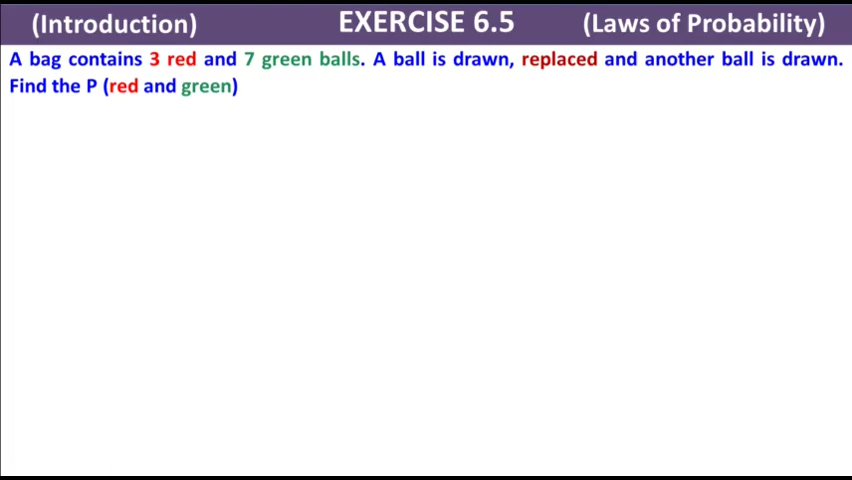 (Introduction) EXERCISE 6.5 (Laws of Probability)
A bag contains 3 red and 7 green balls. A ball is drawn, replaced and another ball is drawn.
Find the P (red and green)